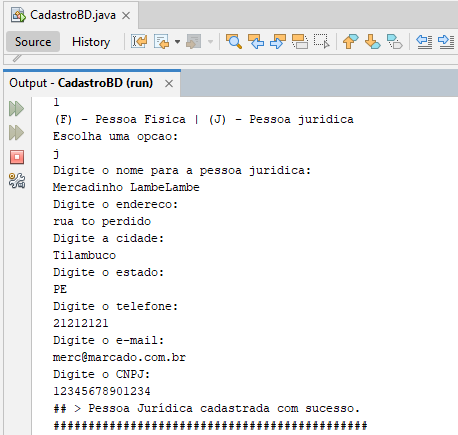 CadastroBD.java
Source
History
Output - CadastroBD (run)
1
(F) - Pessoa Fisica | (J) - Pessoa juridica
Escolha uma opcao:
j
Digite o nome para a pessoa juridica:
Mercadinho LambeLambe
Digite o endereco:
rua to perdido
Digite a cidade:
Tilambuco
Digite o estado:
PE
Digite o telefone:
21212121
Digite o e-mail:
merc@marcado.com.br
Digite o CNPJ:
12345678901234
## > Pessoa Jurídica cadastrada com sucesso.
#############################################